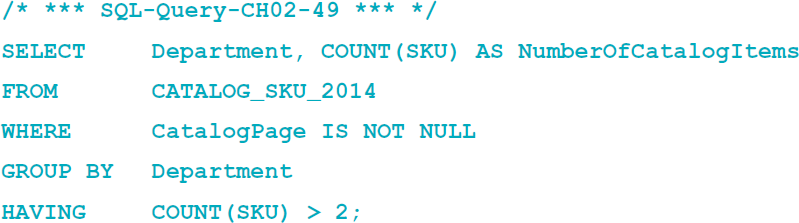 /* *** SQL-Query-CH02-49 *** */
SELECT Department, COUNT(SKU) AS NumberOfCatalogItems
FROM CATALOG_SKU_2014
WHERE CatalogPage IS NOT NULL
GROUP BY Department
HAVING COUNT(SKU) > 2;